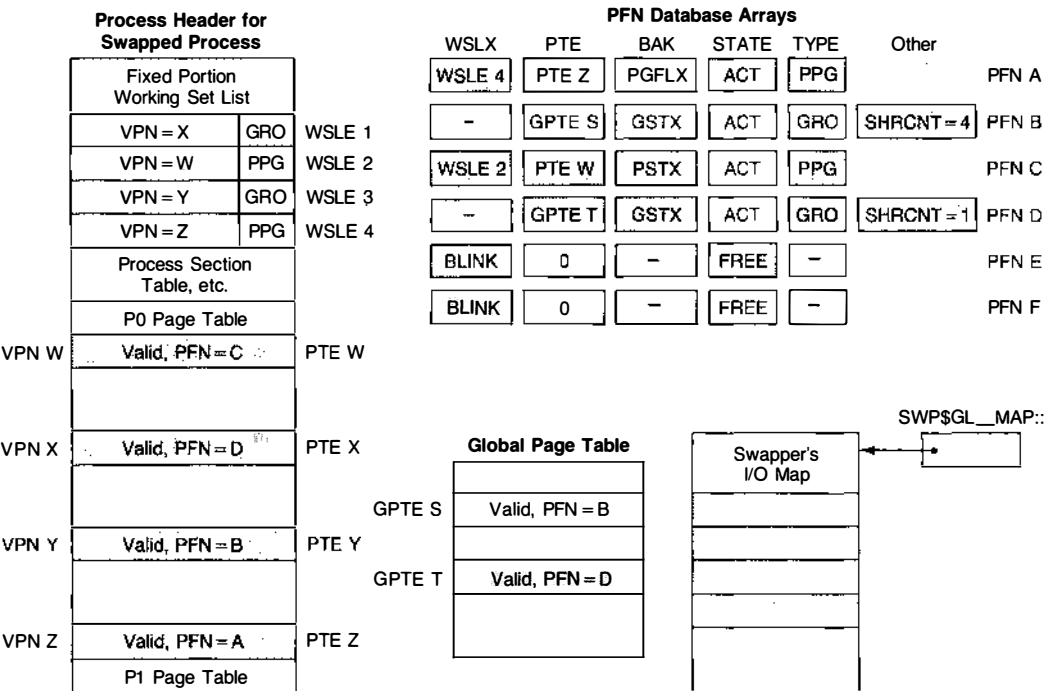 Process Header for
Swapped Process
Fixed Portion
Working Set List
VPN = X GRO WSLE 1
VPN = W PPG WSLE 2
VPN = Y GRO WSLE 3
VPN = Z PPG WSLE 4
Process Section
Table, etc.
P0 Page Table
VPN W Valid, PFN = C PTE W
VPN X Valid, PFN = D PTE X
VPN Y Valid, PFN = B PTE Y
VPN Z Valid, PFN = A PTE Z
P1 Page Table
PFN Database Arrays
WSLX PTE BAK STATE TYPE Other
WSLE 4 PTE Z PGFLX ACT PPG PFN A
– GPTE S GSTX ACT GRO SHRCNT = 4 PFN B
WSLE 2 PTE W PSTX ACT PPG PFN C
– GPTE T GSTX ACT GRO SHRCNT = 1 PFN D
BLINK 0 – FREE – PFN E
BLINK 0 – FREE – PFN F
Global Page Table
GPTE S Valid, PFN = B
GPTE T Valid, PFN = D
SWP$GL__MAP::
Swapper's
I/O Map